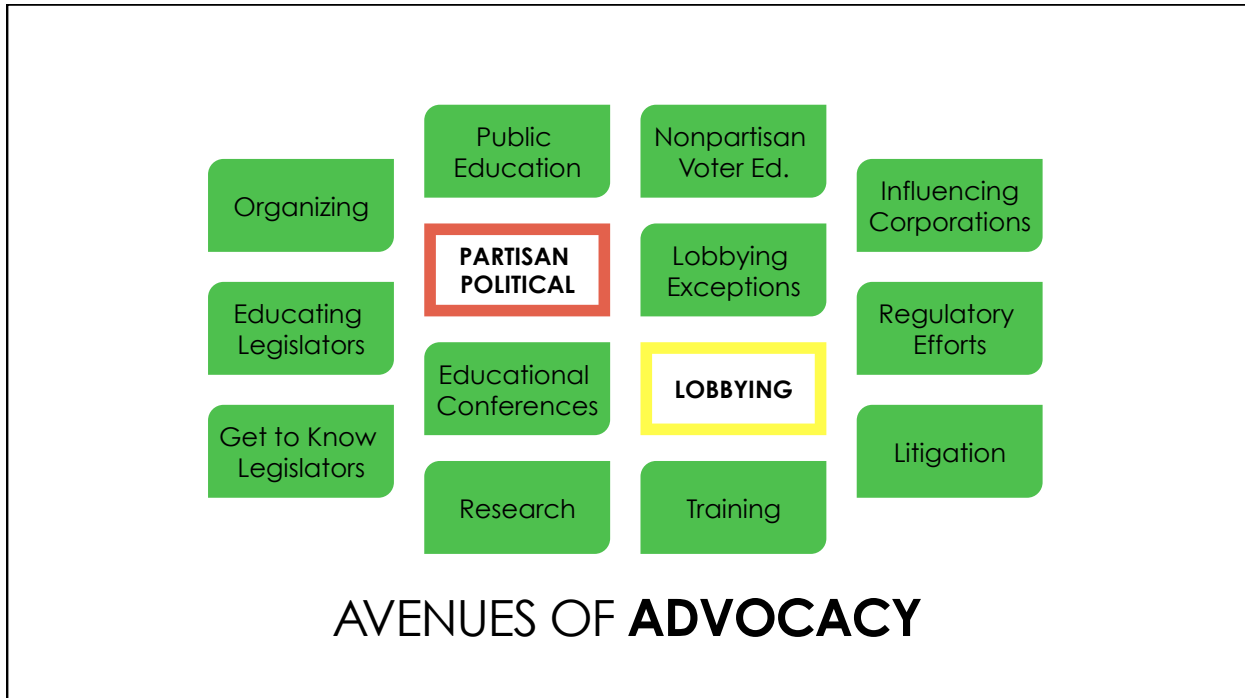 Public
Education
Nonpartisan
Voter Ed.
Organizing
Influencing
Corporations
PARTISAN
POLITICAL
Lobbying
Exceptions
Educating
Legislators
Regulatory
Efforts
Educational
Conferences
LOBBYING
Get to Know
Legislators
Litigation
Research
Training
AVENUES OF ADVOCACY